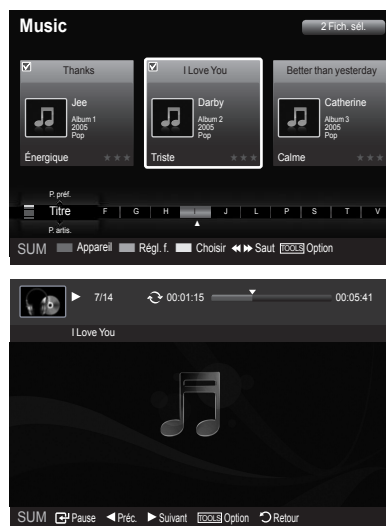 Music
2 Fich. sél.
Thanks
I Love You
Better than yesterday
Jee
Album 1
2005
Pop
Darby
Album 2
2005
Pop
Catherine
Album 3
2005
Pop
Énergique
Triste
Calme
P. préf.
Titre F G H I J L P S T V
P. artis.
SUM Appareil Régl. f. Choisir Saut TOOLS Option
7/14 00:01:15 00:05:41
I Love You
SUM Pause Préc. Suivant TOOLS Option Retour